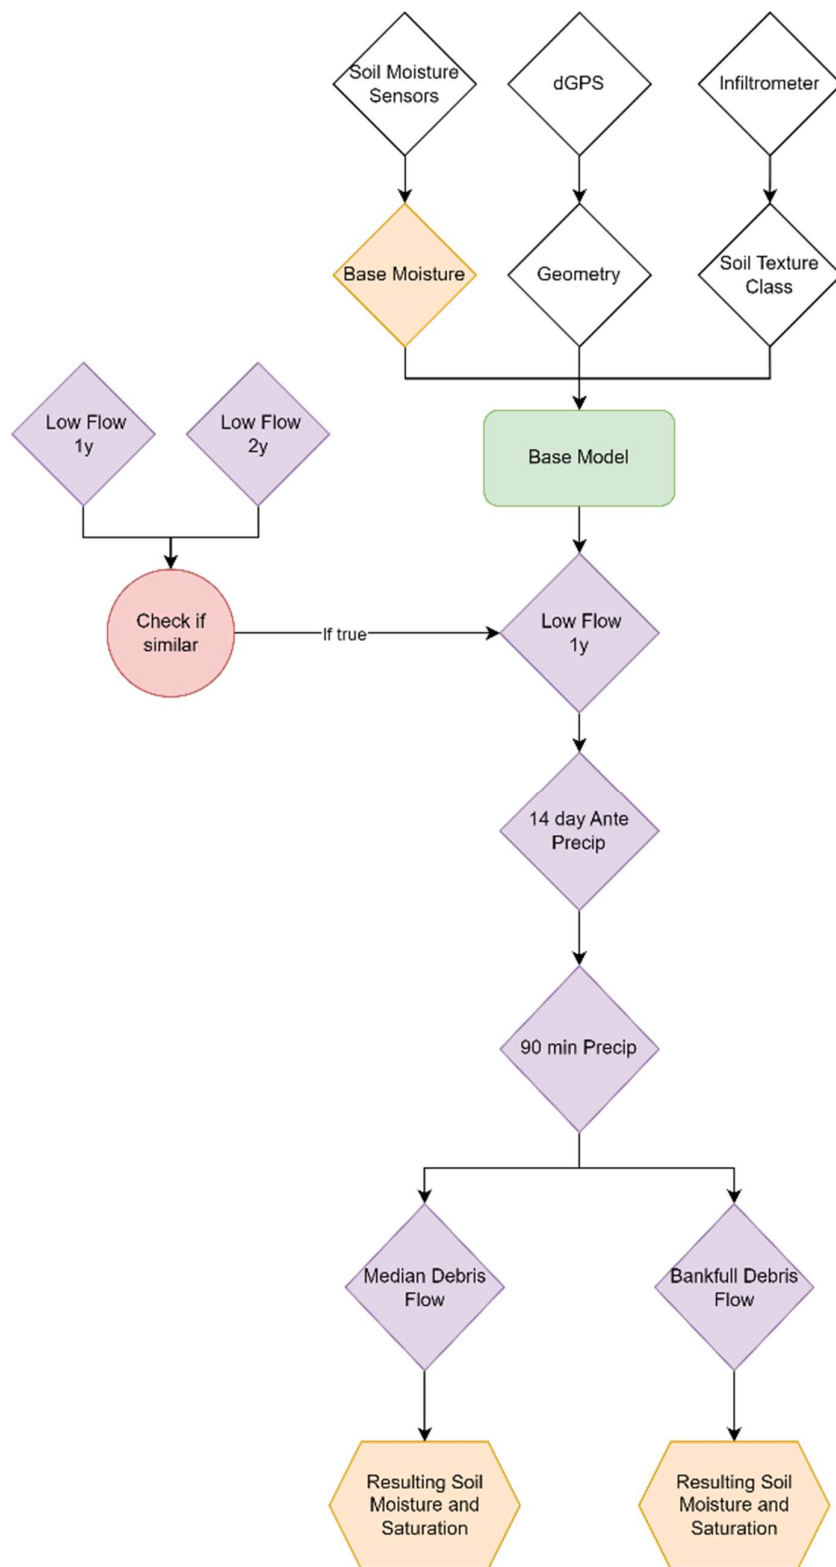 Soil Moisture
Sensors
dGPS
Infiltrometer
Base Moisture
Geometry
Soil Texture
Class
Low Flow
1y
Low Flow
2y
Base Model
Check if
similar
If true
Low Flow
1y
14 day Ante
Precip
90 min Precip
Median Debris
Flow
Bankfull Debris
Flow
Resulting Soil
Moisture and
Saturation
Resulting Soil
Moisture and
Saturation